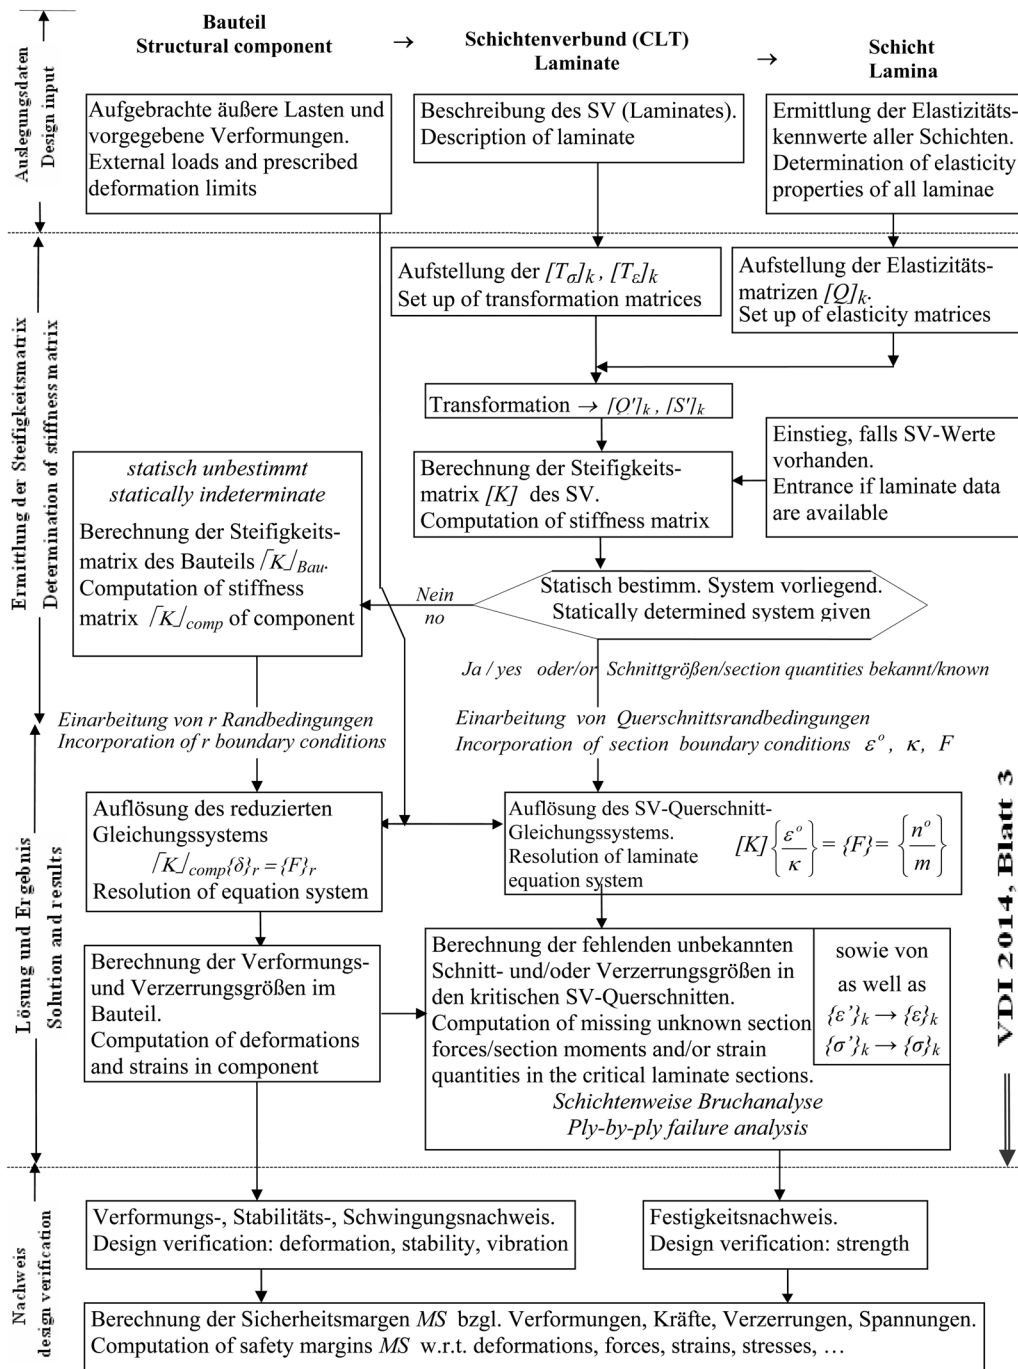 Bauteil
Structural component
→
Schichtenverbund (CLT)
Laminate
→
Schicht
Lamina
Auslegungsdaten
Design input
Aufgebrachte äußere Lasten und
vorgegebene Verformungen.
External loads and prescribed
deformation limits
Beschreibung des SV (Laminates).
Description of laminate
Ermittlung der Elastizitäts-
kennwerte aller Schichten.
Determination of elasticity
properties of all laminae
Ermittlung der Steifigkeitsmatrix
Determination of stiffness matrix
Aufstellung der [Tσ]k , [Tε]k
Set up of transformation matrices
Aufstellung der Elastizitäts-
matrizen [Q]k.
Set up of elasticity matrices
Transformation → [Q']k , [S']k
Einstieg, falls SV-Werte
vorhanden.
Entrance if laminate data
are available
Berechnung der Steifigkeits-
matrix [K] des SV.
Computation of stiffness matrix
statisch unbestimmt
statically indeterminate
Berechnung der Steifigkeits-
matrix des Bauteils ⌈K⌋Bau.
Computation of stiffness
matrix ⌈K⌋comp of component
Nein
no
Statisch bestimm. System vorliegend.
Statically determined system given
Ja / yes oder/or Schnittgrößen/section quantities bekannt/known
Einarbeitung von r Randbedingungen
Incorporation of r boundary conditions
Einarbeitung von Querschnittsrandbedingungen
Incorporation of section boundary conditions ε°, κ, F
Lösung und Ergebnis
Solution and results
Auflösung des reduzierten
Gleichungssystems
⌈K⌋comp{δ}r = {F}r
Resolution of equation system
Auflösung des SV-Querschnitt-
Gleichungssystems.
Resolution of laminate
equation system
[K] {ε° / κ} = {F} = {n° / m}
Berechnung der Verformungs-
und Verzerrungsgrößen im
Bauteil.
Computation of deformations
and strains in component
Berechnung der fehlenden unbekannten
Schnitt- und/oder Verzerrungsgrößen in
den kritischen SV-Querschnitten.
Computation of missing unknown section
forces/section moments and/or strain
quantities in the critical laminate sections.
Schichtenweise Bruchanalyse
Ply-by-ply failure analysis
sowie von
as well as
{ε'}k → {ε}k
{σ'}k → {σ}k
VDI 2014, Blatt 3
Nachweis
design verification
Verformungs-, Stabilitäts-, Schwingungsnachweis.
Design verification: deformation, stability, vibration
Festigkeitsnachweis.
Design verification: strength
Berechnung der Sicherheitsmargen MS bzgl. Verformungen, Kräfte, Verzerrungen, Spannungen.
Computation of safety margins MS w.r.t. deformations, forces, strains, stresses, …